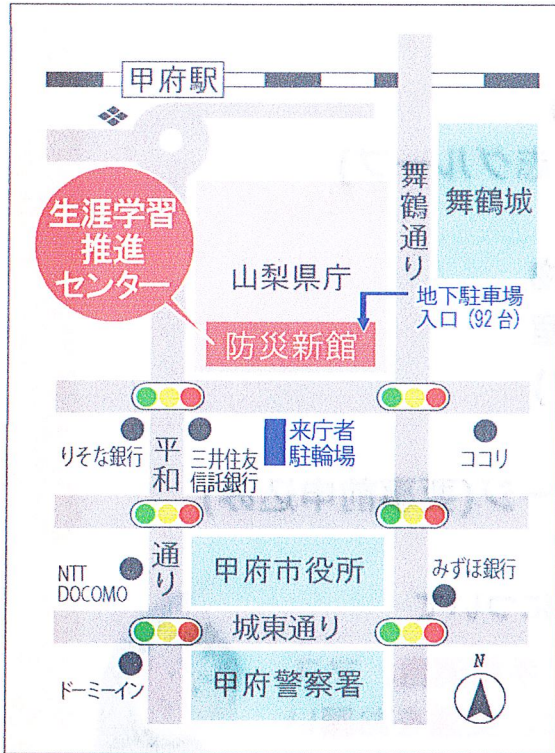 甲府駅
舞鶴通り
舞鶴城
生涯学習
推進
センター
山梨県庁
地下駐車場
入口（92台）
防災新館
りそな銀行
平和
三井住友
信託銀行
来庁者
駐輪場
ココリ
通り
NTT
DOCOMO
甲府市役所
みずほ銀行
城東通り
ドーミーイン
甲府警察署
N